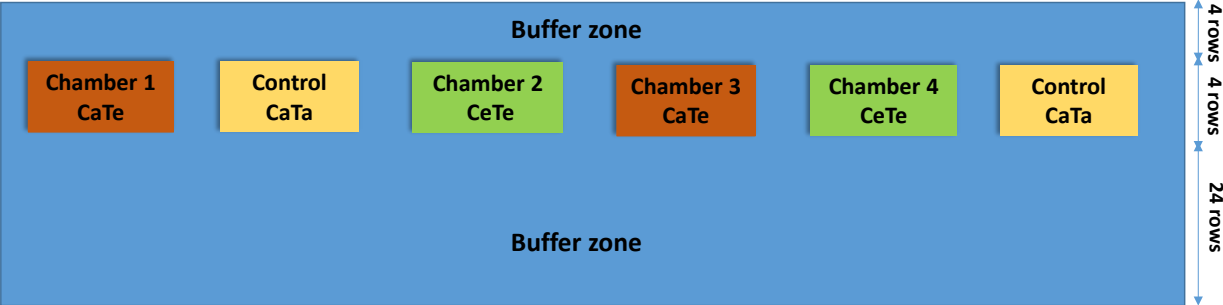 Buffer zone
4 rows
Chamber 1
CaTe
Control
CaTa
Chamber 2
CeTe
Chamber 3
CaTe
Chamber 4
CeTe
Control
CaTa
4 rows
Buffer zone
24 rows